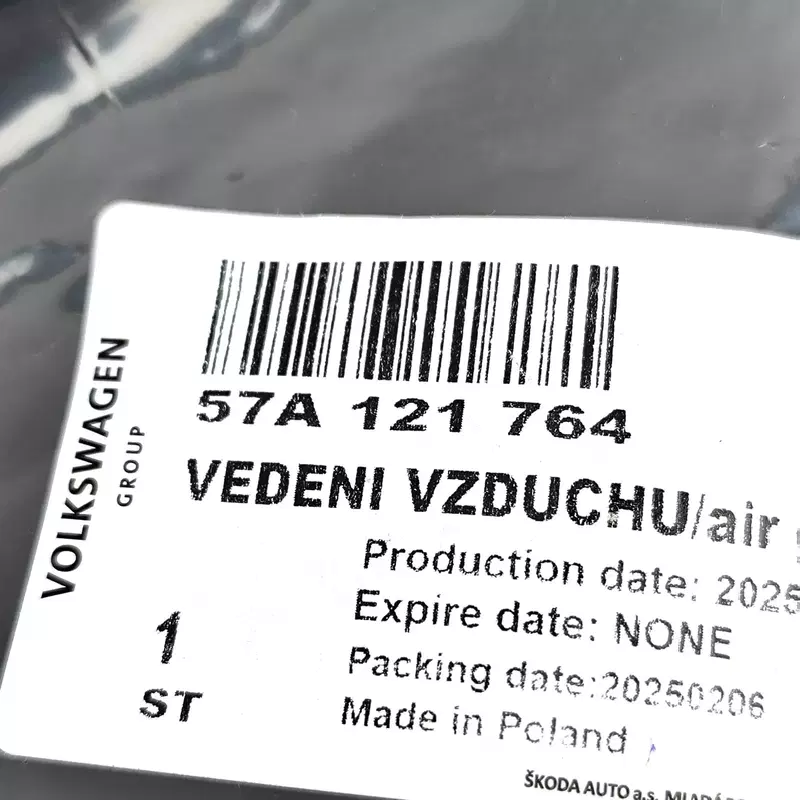 VOLKSWAGEN
GROUP
57A 121 764
VEDENI VZDUCHU/air
Production date: 2025
Expire date: NONE
Packing date:20250206
Made in Poland
1
ST
ŠKODA AUTO a.s.